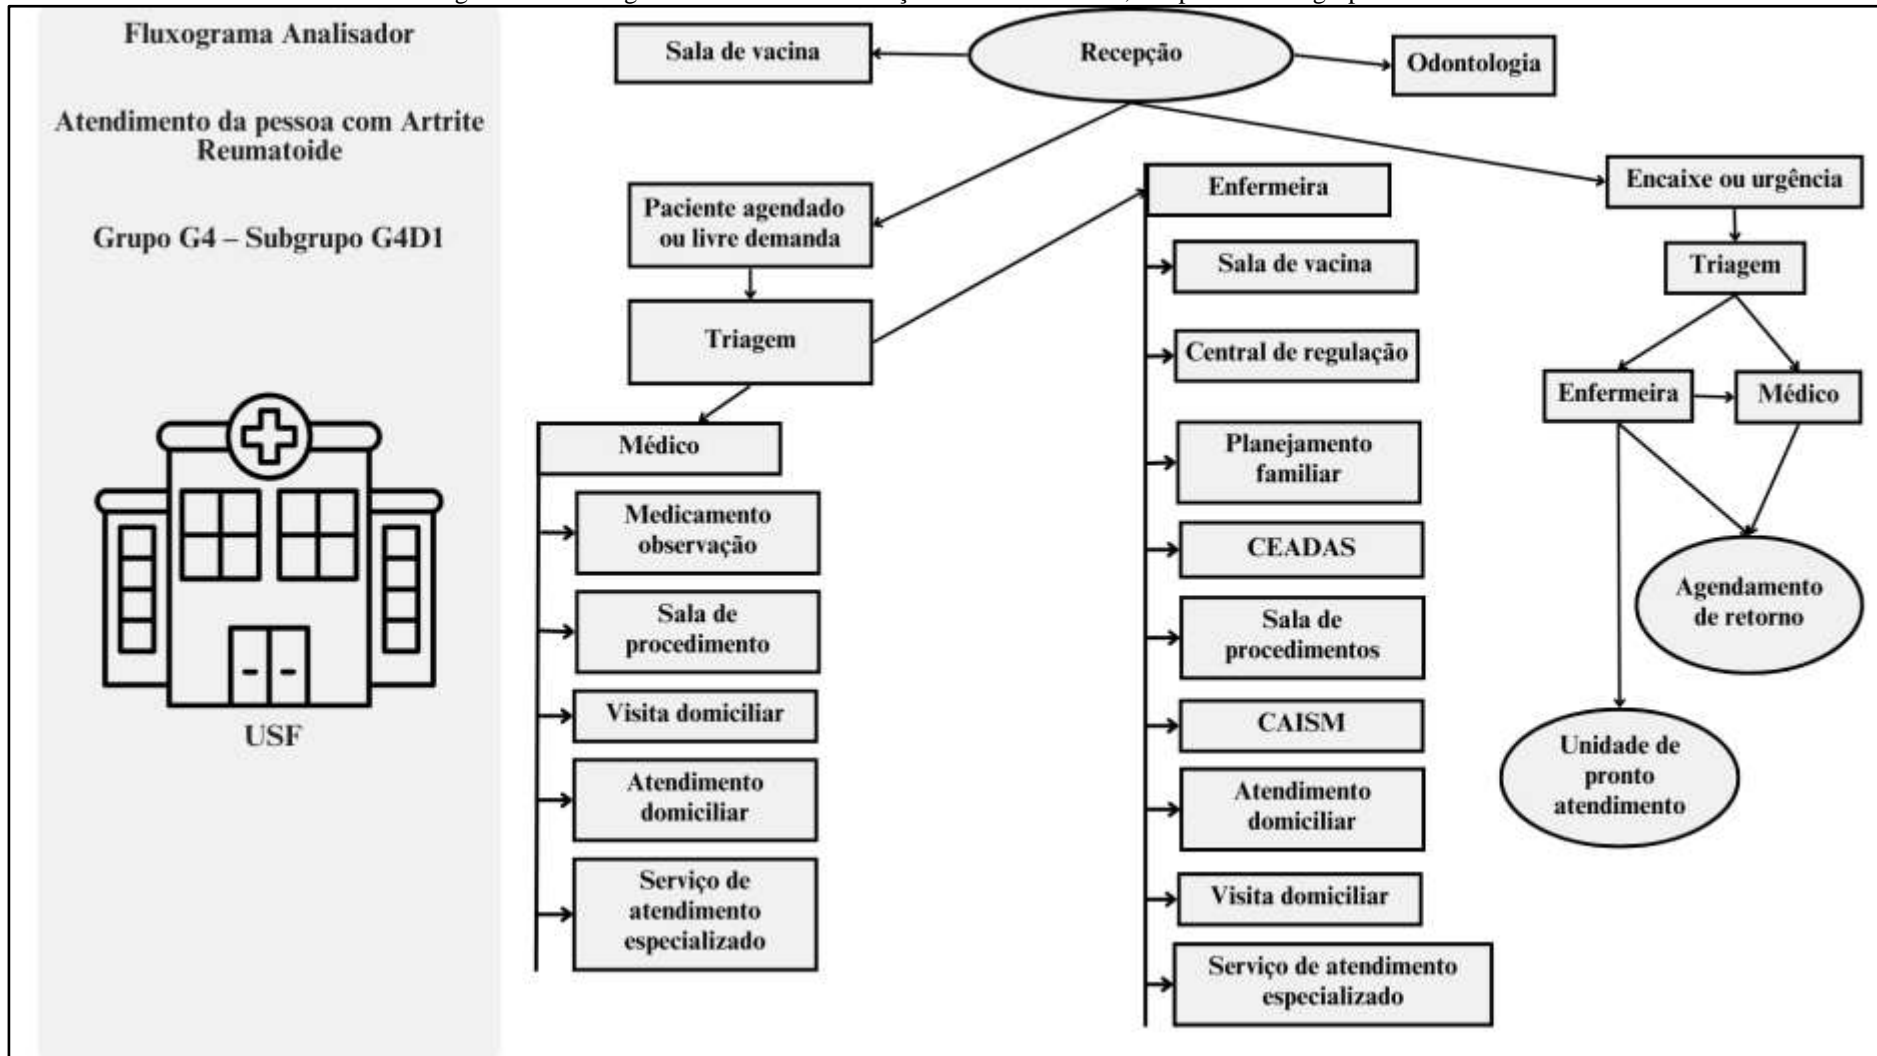 Fluxograma Analisador
Atendimento da pessoa com Artrite
Reumatoide
Grupo G4 – Subgrupo G4D1
USF
Sala de vacina
Recepção
Odontologia
Paciente agendado
ou livre demanda
Triagem
Médico
Medicamento
observação
Sala de
procedimento
Visita domiciliar
Atendimento
domiciliar
Serviço de
atendimento
especializado
Enfermeira
Sala de vacina
Central de regulação
Planejamento
familiar
CEADAS
Sala de
procedimentos
CAISM
Atendimento
domiciliar
Visita domiciliar
Serviço de atendimento
especializado
Encaixe ou urgência
Triagem
Enfermeira
Médico
Agendamento
de retorno
Unidade de
pronto
atendimento